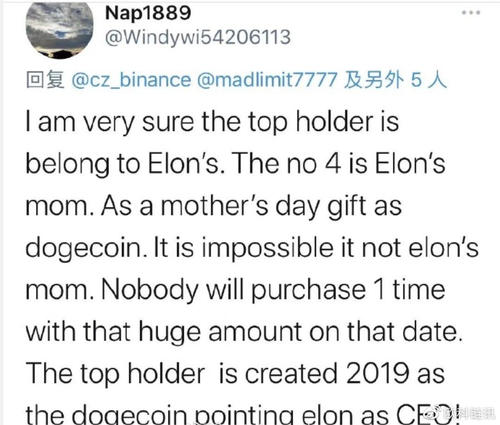 Nap1889
@Windywi54206113
回复 @cz_binance @madlimit7777 及另外 5 人
I am very sure the top holder is
belong to Elon's. The no 4 is Elon's
mom. As a mother's day gift as
dogecoin. It is impossible it not elon's
mom. Nobody will purchase 1 time
with that huge amount on that date.
The top holder is created 2019 as
the dogecoin pointing elon as CEO!